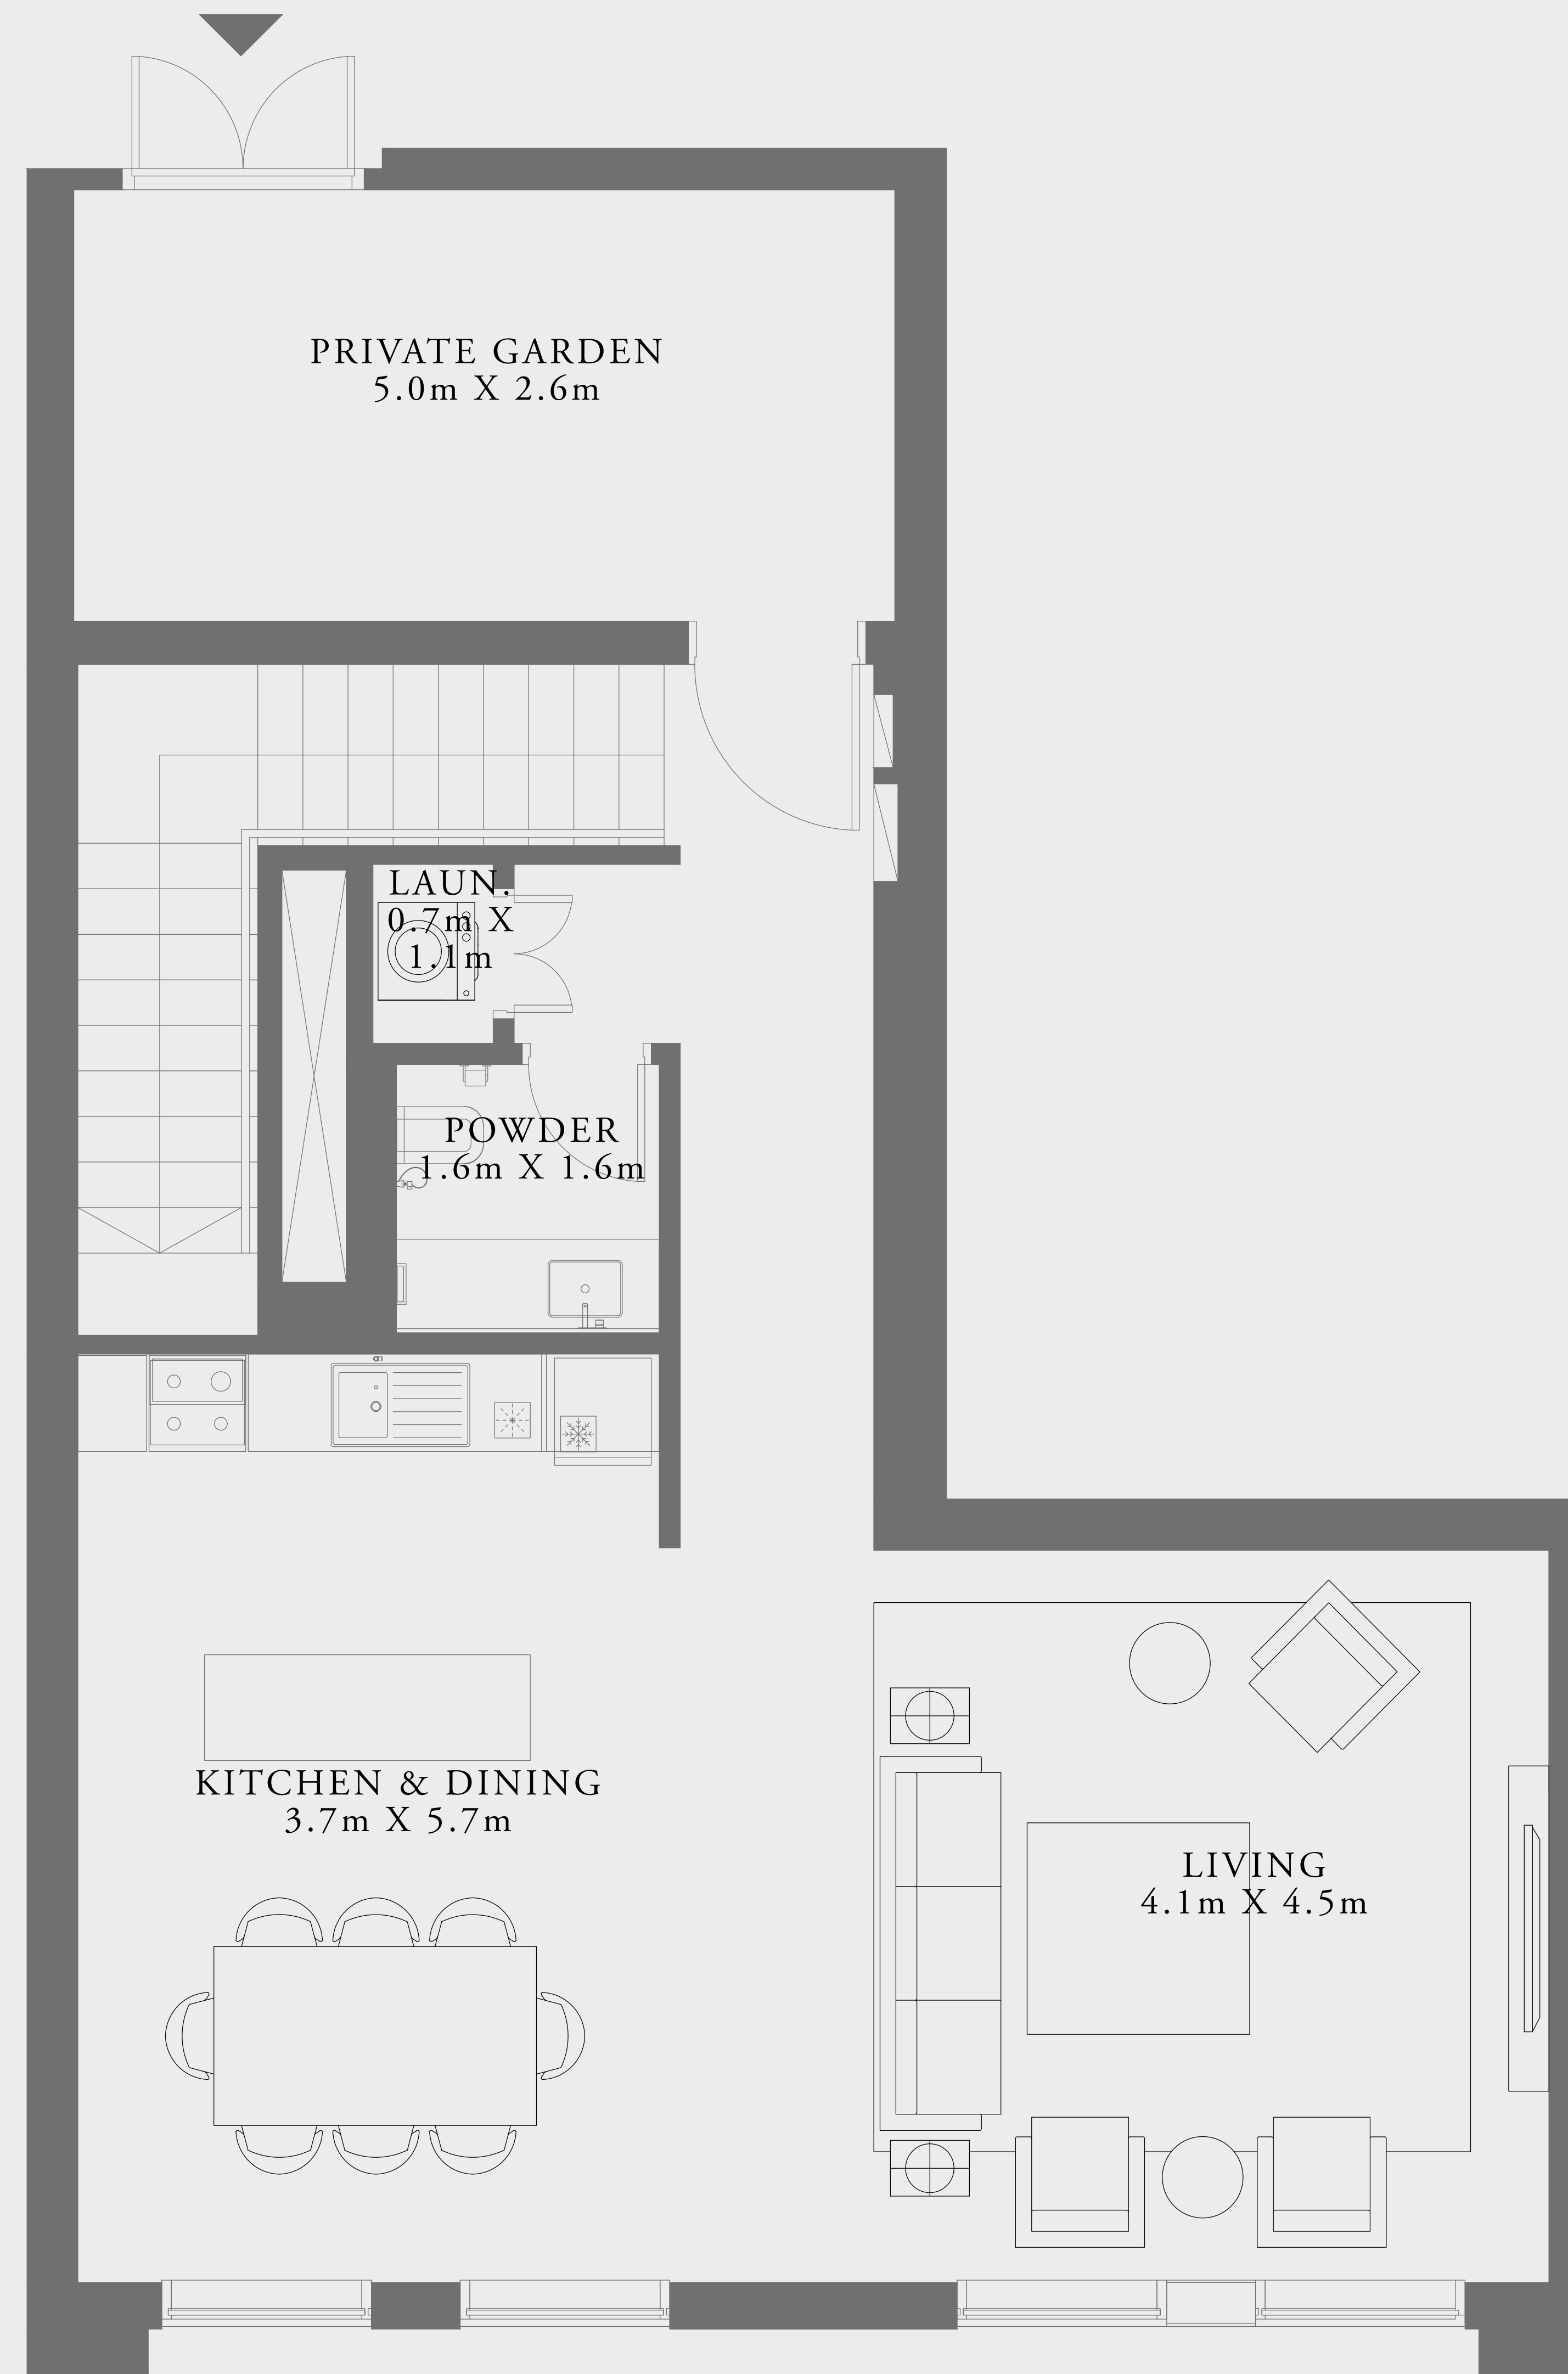 PRIVATE GARDEN
5.0m X 2.6m
LAUN.
0.7m X
1.1m
POWDER
1.6m X 1.6m
KITCHEN & DINING
3.7m X 5.7m
LIVING
4.1m X 4.5m